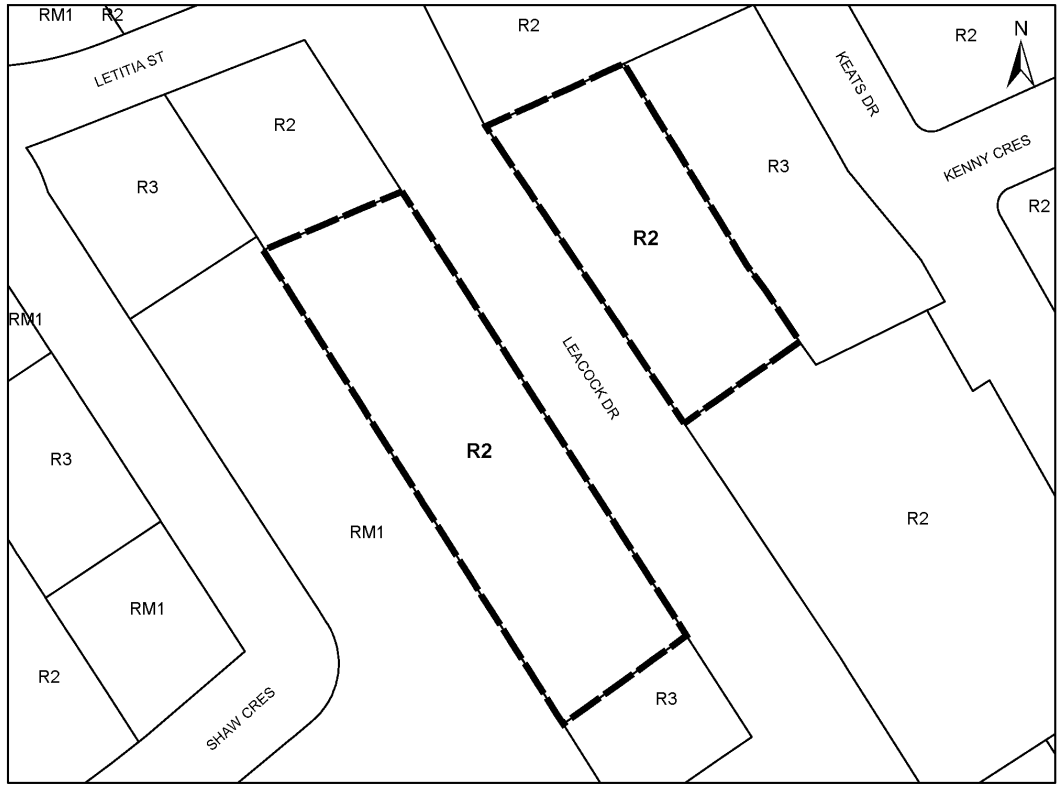 RM1
R2
R2
R2
N
LETITIA ST
KEATS DR
R2
KENNY CRES
R3
R3
R2
R2
RM1
LEACOCK DR
R2
R3
R2
RM1
RM1
R2
R3
SHAW CRES